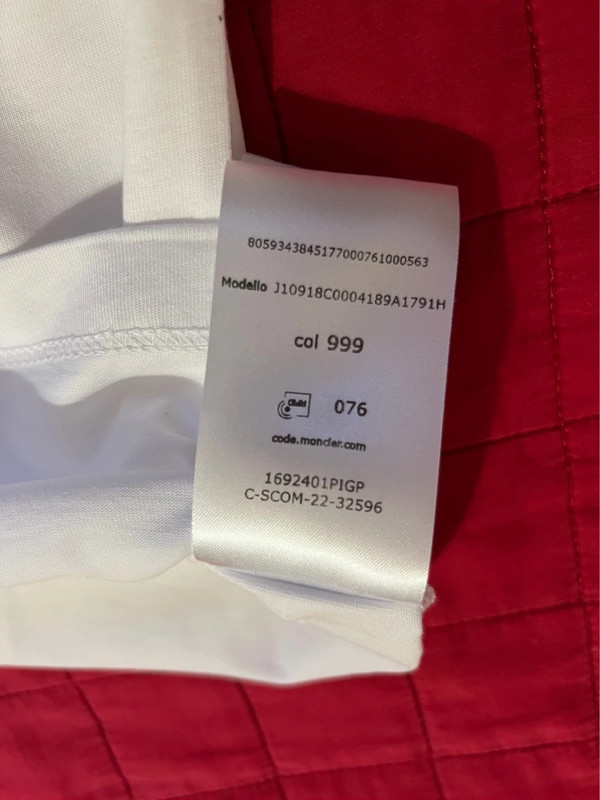 8059343845177000761000563
Modello J10918C0004189A1791H
col 999
076
code.moncler.com
1692401PIGP
C-SCOM-22-32596